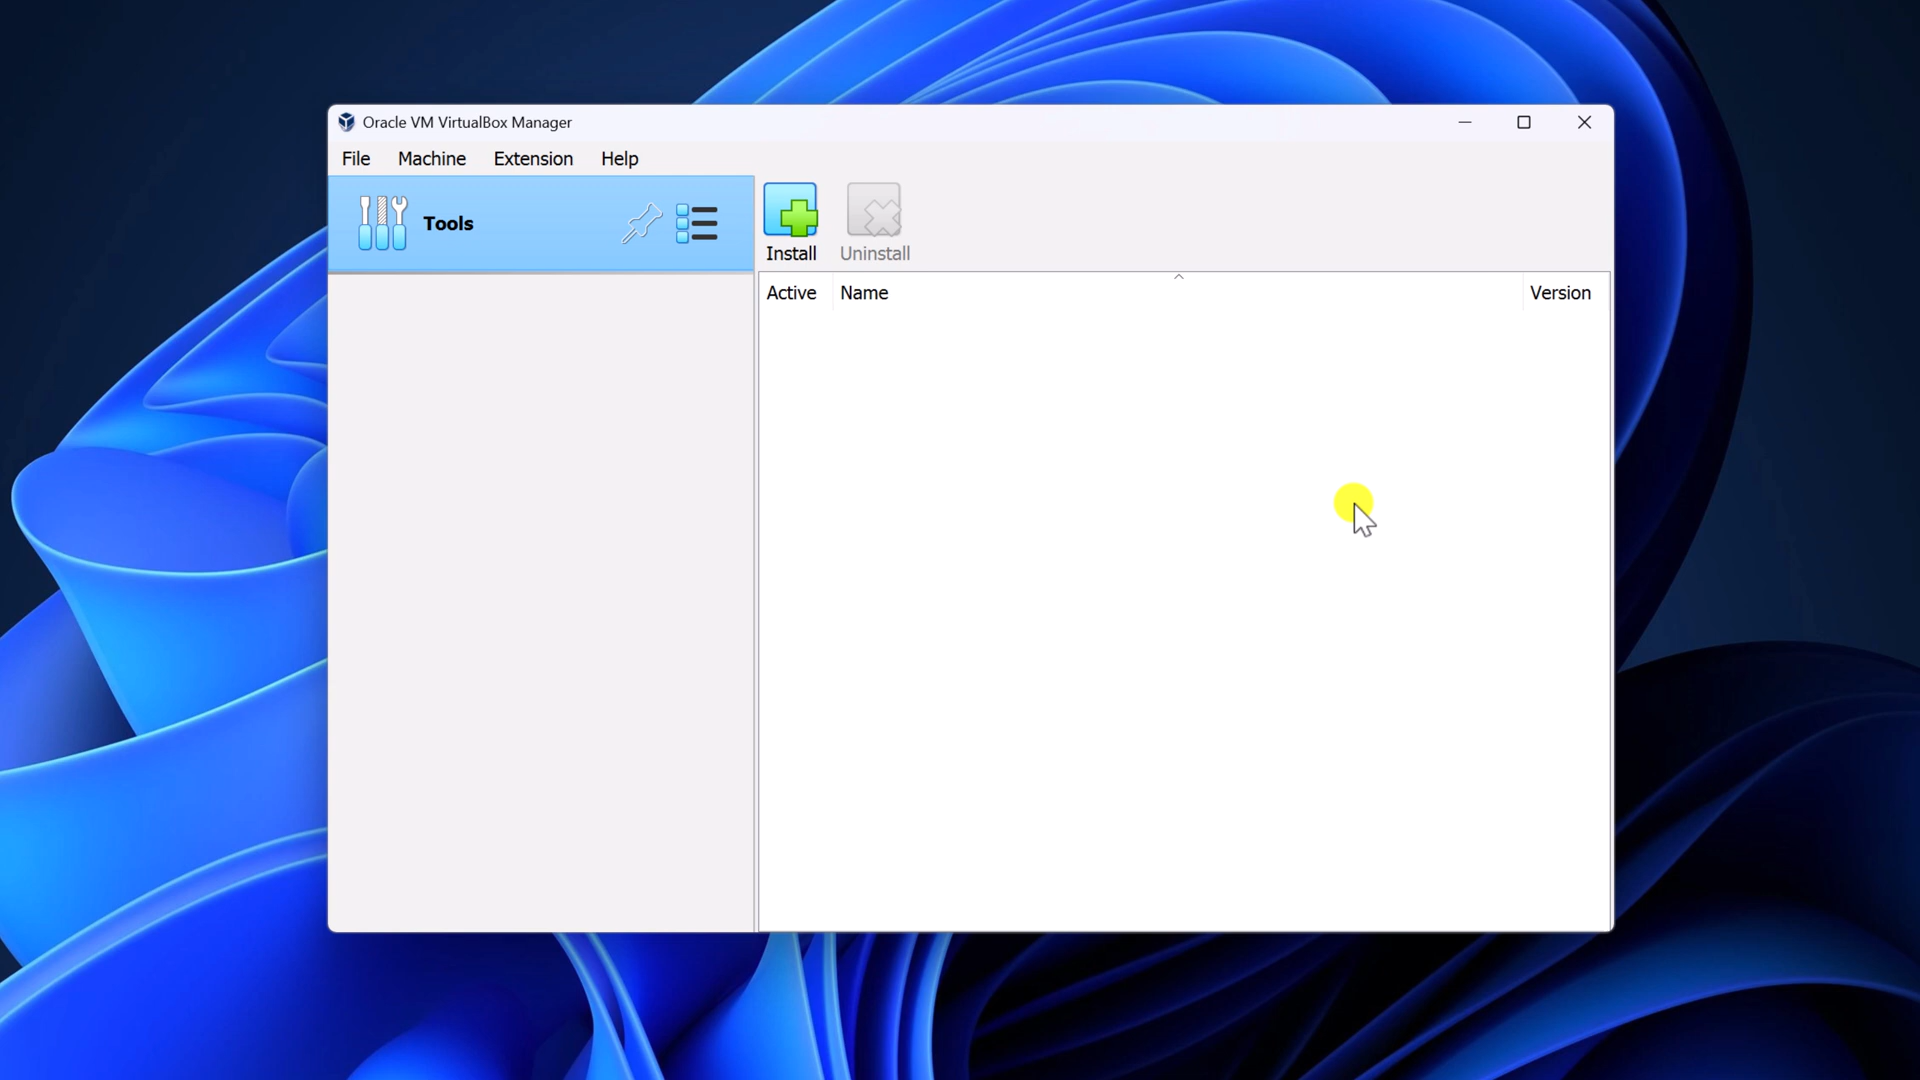 Oracle VM VirtualBox Manager
File Machine Extension Help
Tools
Install Uninstall
Active Name Version